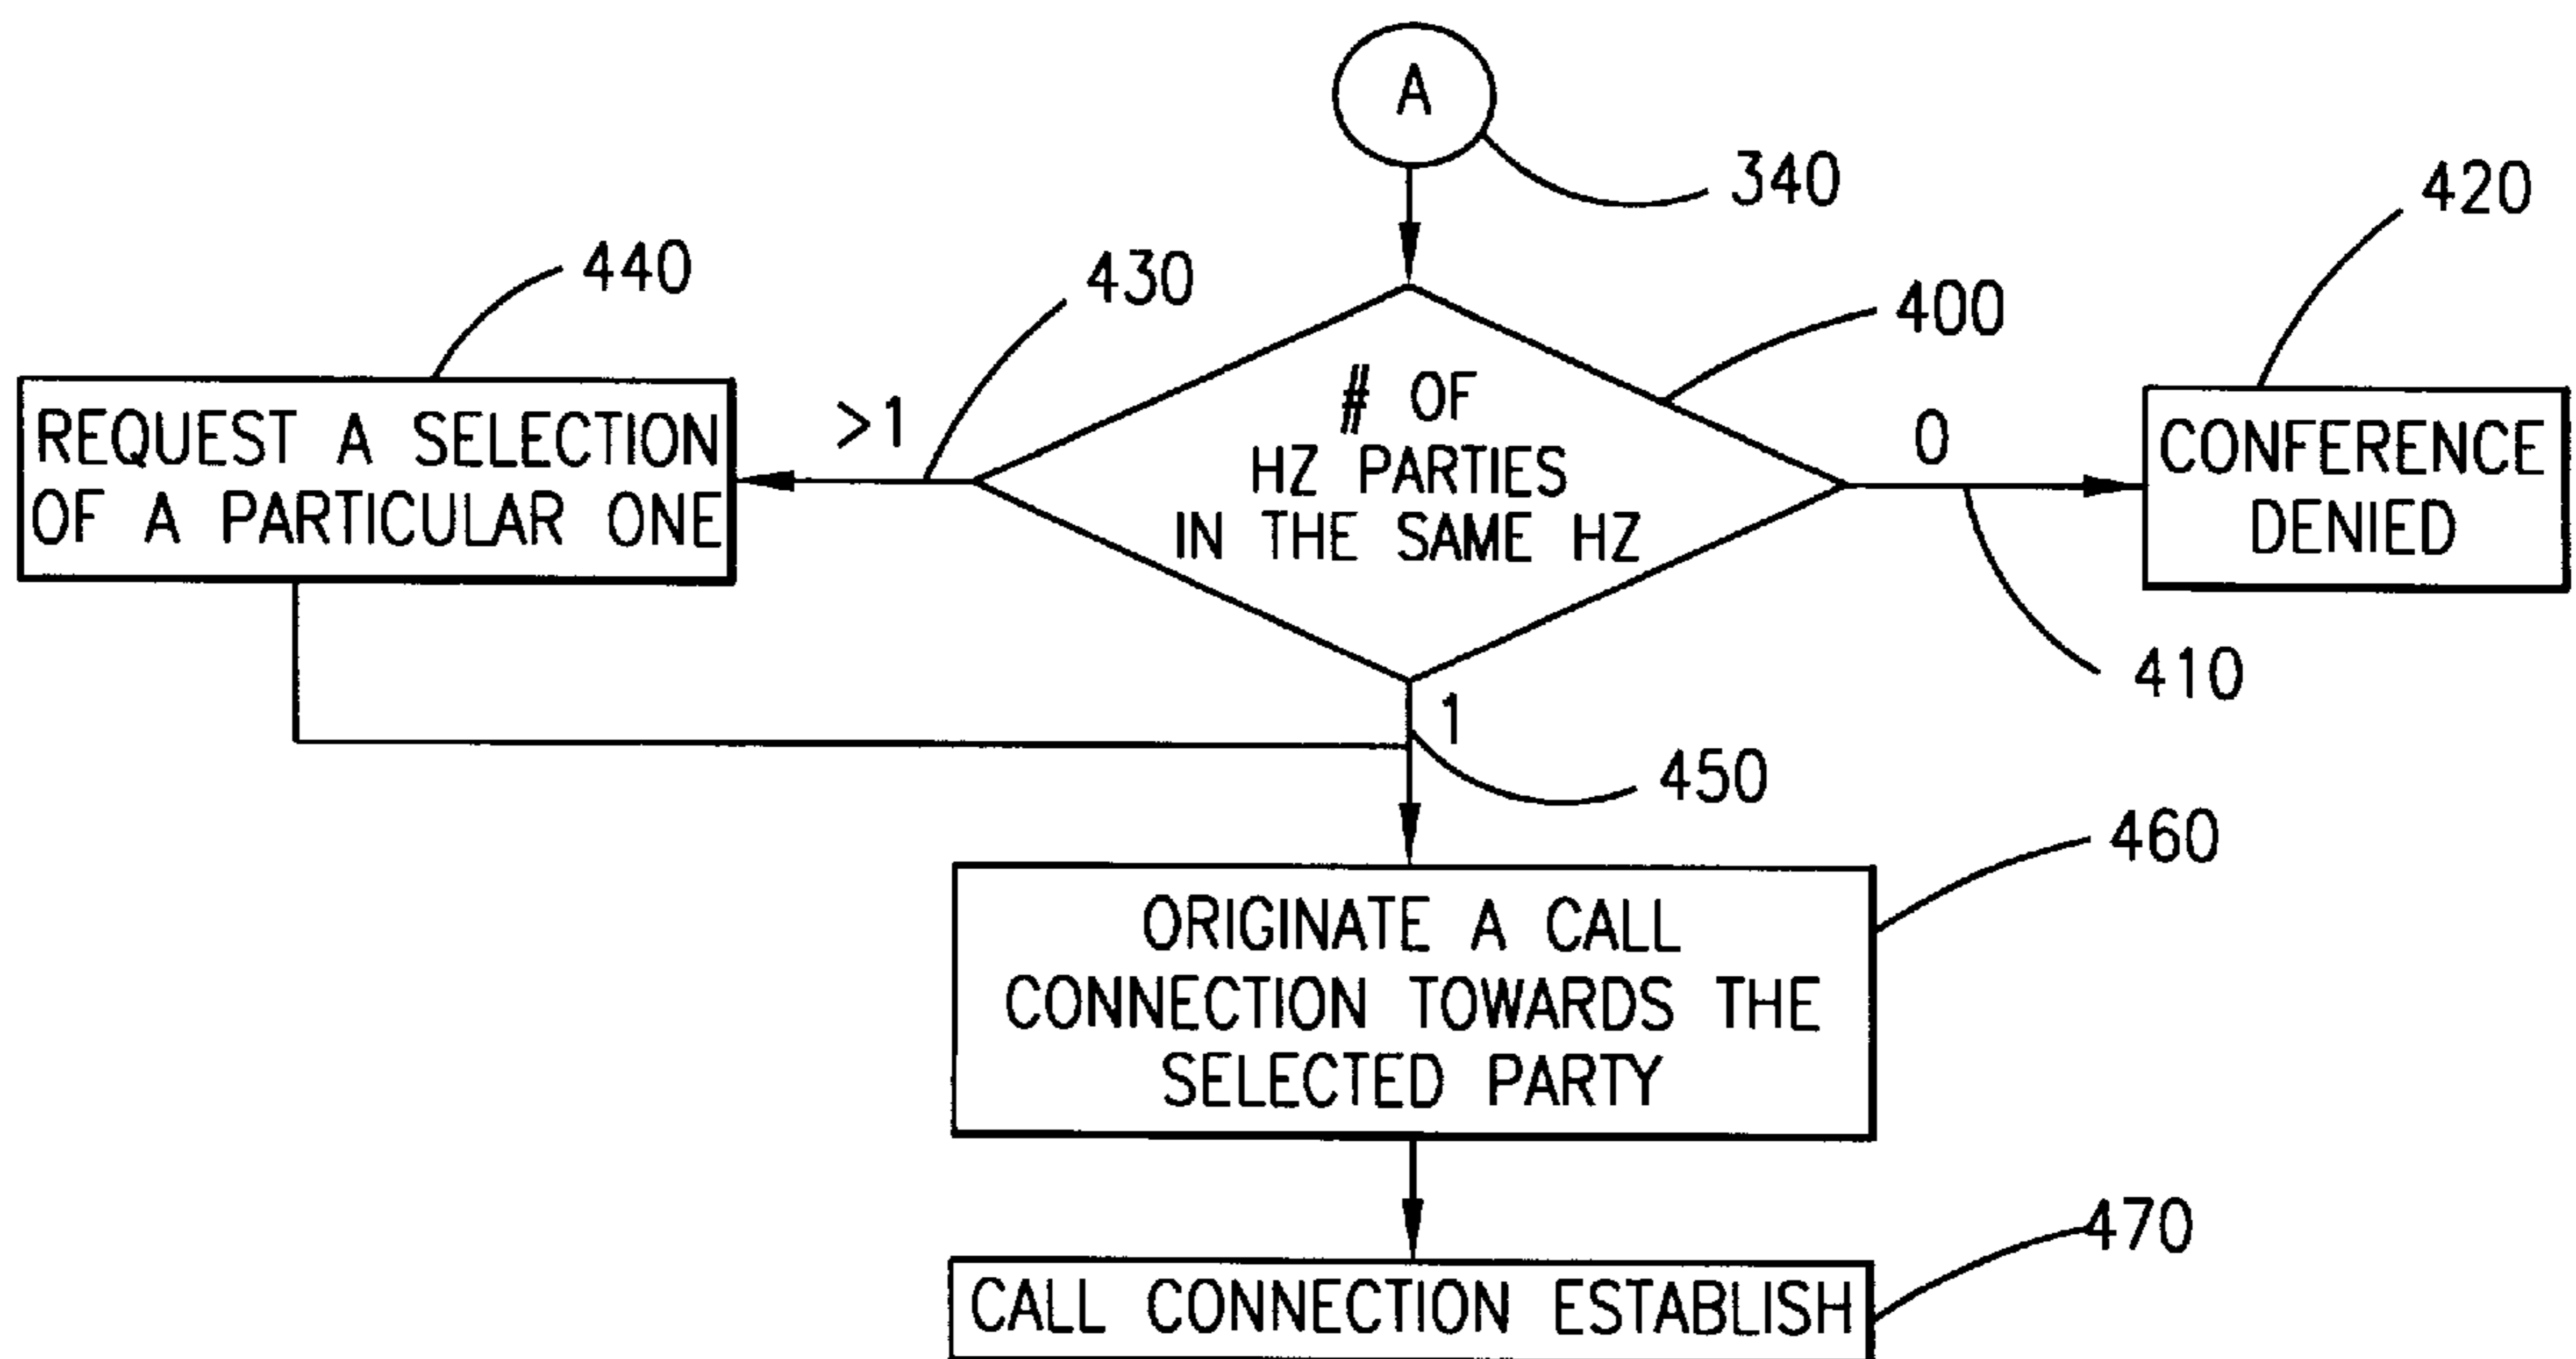 A
340
420
440
430
400
# OF
HZ PARTIES
IN THE SAME HZ
>1
0
REQUEST A SELECTION
OF A PARTICULAR ONE
CONFERENCE
DENIED
410
1
450
460
ORIGINATE A CALL
CONNECTION TOWARDS THE
SELECTED PARTY
470
CALL CONNECTION ESTABLISH